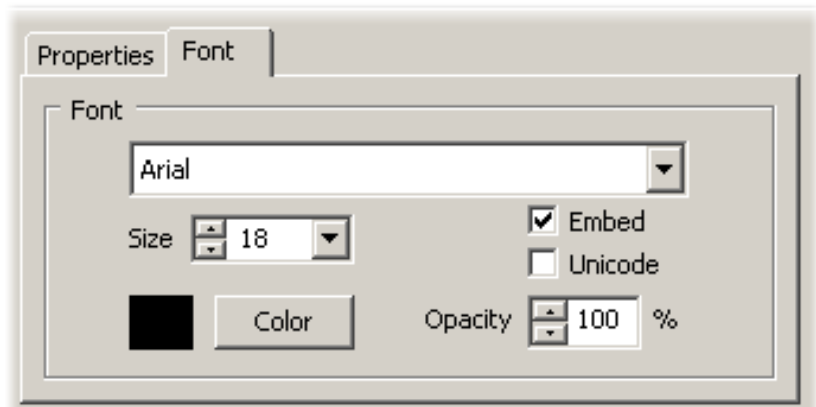 Properties Font
Font
Arial
Size 18 Embed
Unicode
Color Opacity 100 %